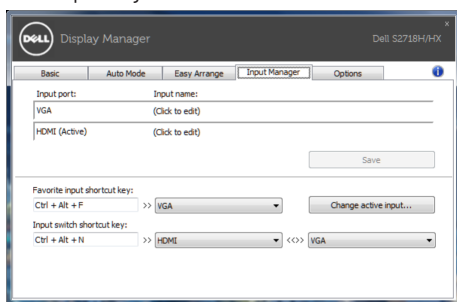 DELL Display Manager Dell S2718H/HX
Basic Auto Mode Easy Arrange Input Manager Options
Input port: Input name:
VGA (Click to edit)
HDMI (Active) (Click to edit)
Save
Favorite input shortcut key:
Ctrl + Alt + F >> VGA Change active input...
Input switch shortcut key:
Ctrl + Alt + N >> HDMI <<>> VGA